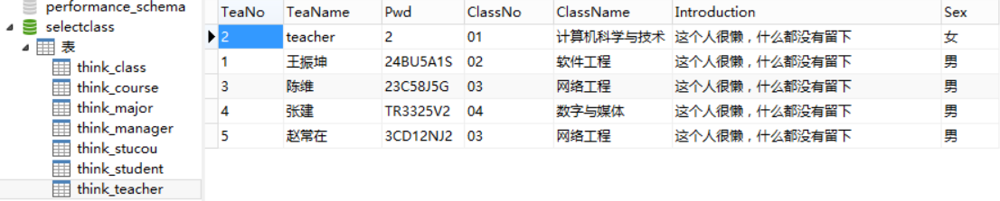 performance_schema
selectclass
表
think_class
think_course
think_major
think_manager
think_stucou
think_student
think_teacher
TeaNo TeaName Pwd ClassNo ClassName Introduction Sex
2 teacher 2 01 计算机科学与技术 这个人很懒，什么都没有留下 女
1 王振坤 24BU5A1S 02 软件工程 这个人很懒，什么都没有留下 男
3 陈维 23C58J5G 03 网络工程 这个人很懒，什么都没有留下 男
4 张建 TR3325V2 04 数字与媒体 这个人很懒，什么都没有留下 男
5 赵常在 3CD12NJ2 03 网络工程 这个人很懒，什么都没有留下 男